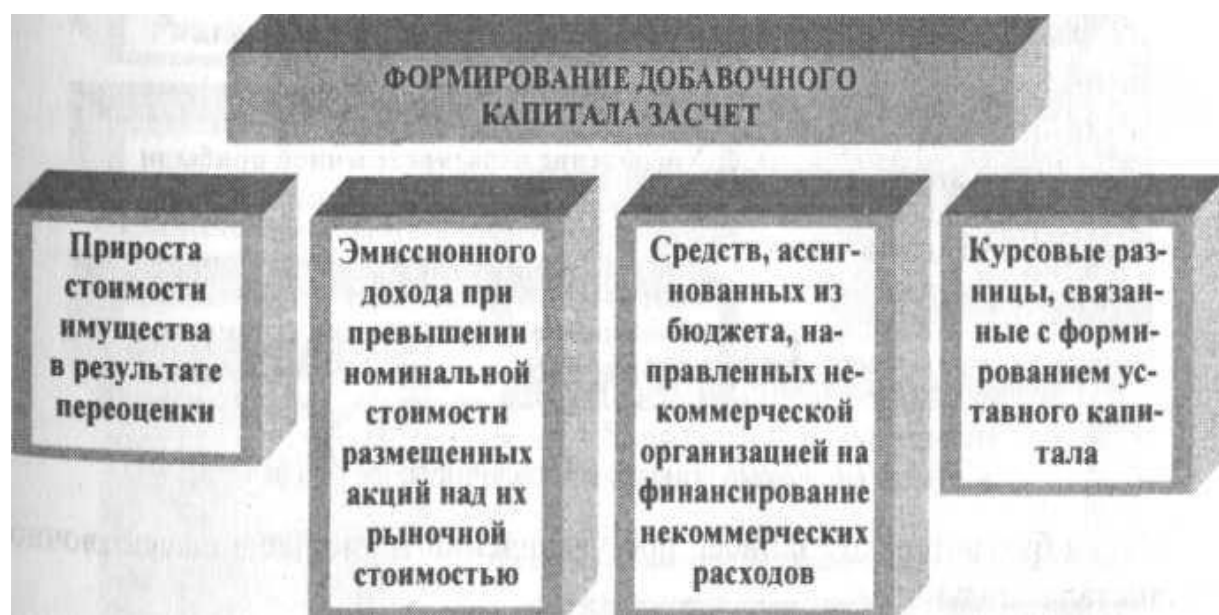 ФОРМИРОВАНИЕ ДОБАВОЧНОГО
КАПИТАЛА ЗАСЧЕТ
Прироста
стоимости
имущества
в результате
переоценки
Эмиссионного
дохода при
превышении
номинальной
стоимости
размещенных
акций над их
рыночной
стоимостью
Средств, ассиг-
нованных из
бюджета, на-
правленных не-
коммерческой
организацией на
финансирование
некоммерческих
расходов
Курсовые раз-
ницы, связан-
ные с форми-
рованием ус-
тавного капи-
тала